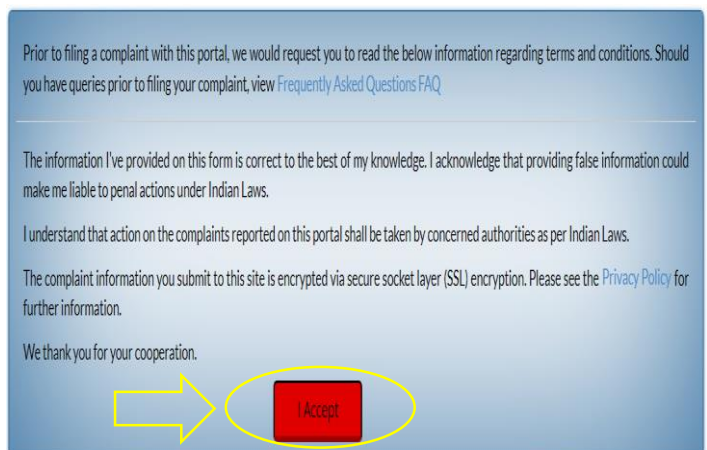 Prior to filing a complaint with this portal, we would request you to read the below information regarding terms and conditions. Should
you have queries prior to filing your complaint, view Frequently Asked Questions FAQ
The information I've provided on this form is correct to the best of my knowledge. I acknowledge that providing false information could
make me liable to penal actions under Indian Laws.
I understand that action on the complaints reported on this portal shall be taken by concerned authorities as per Indian Laws.
The complaint information you submit to this site is encrypted via secure socket layer (SSL) encryption. Please see the Privacy Policy for
further information.
We thank you for your cooperation.
I Accept